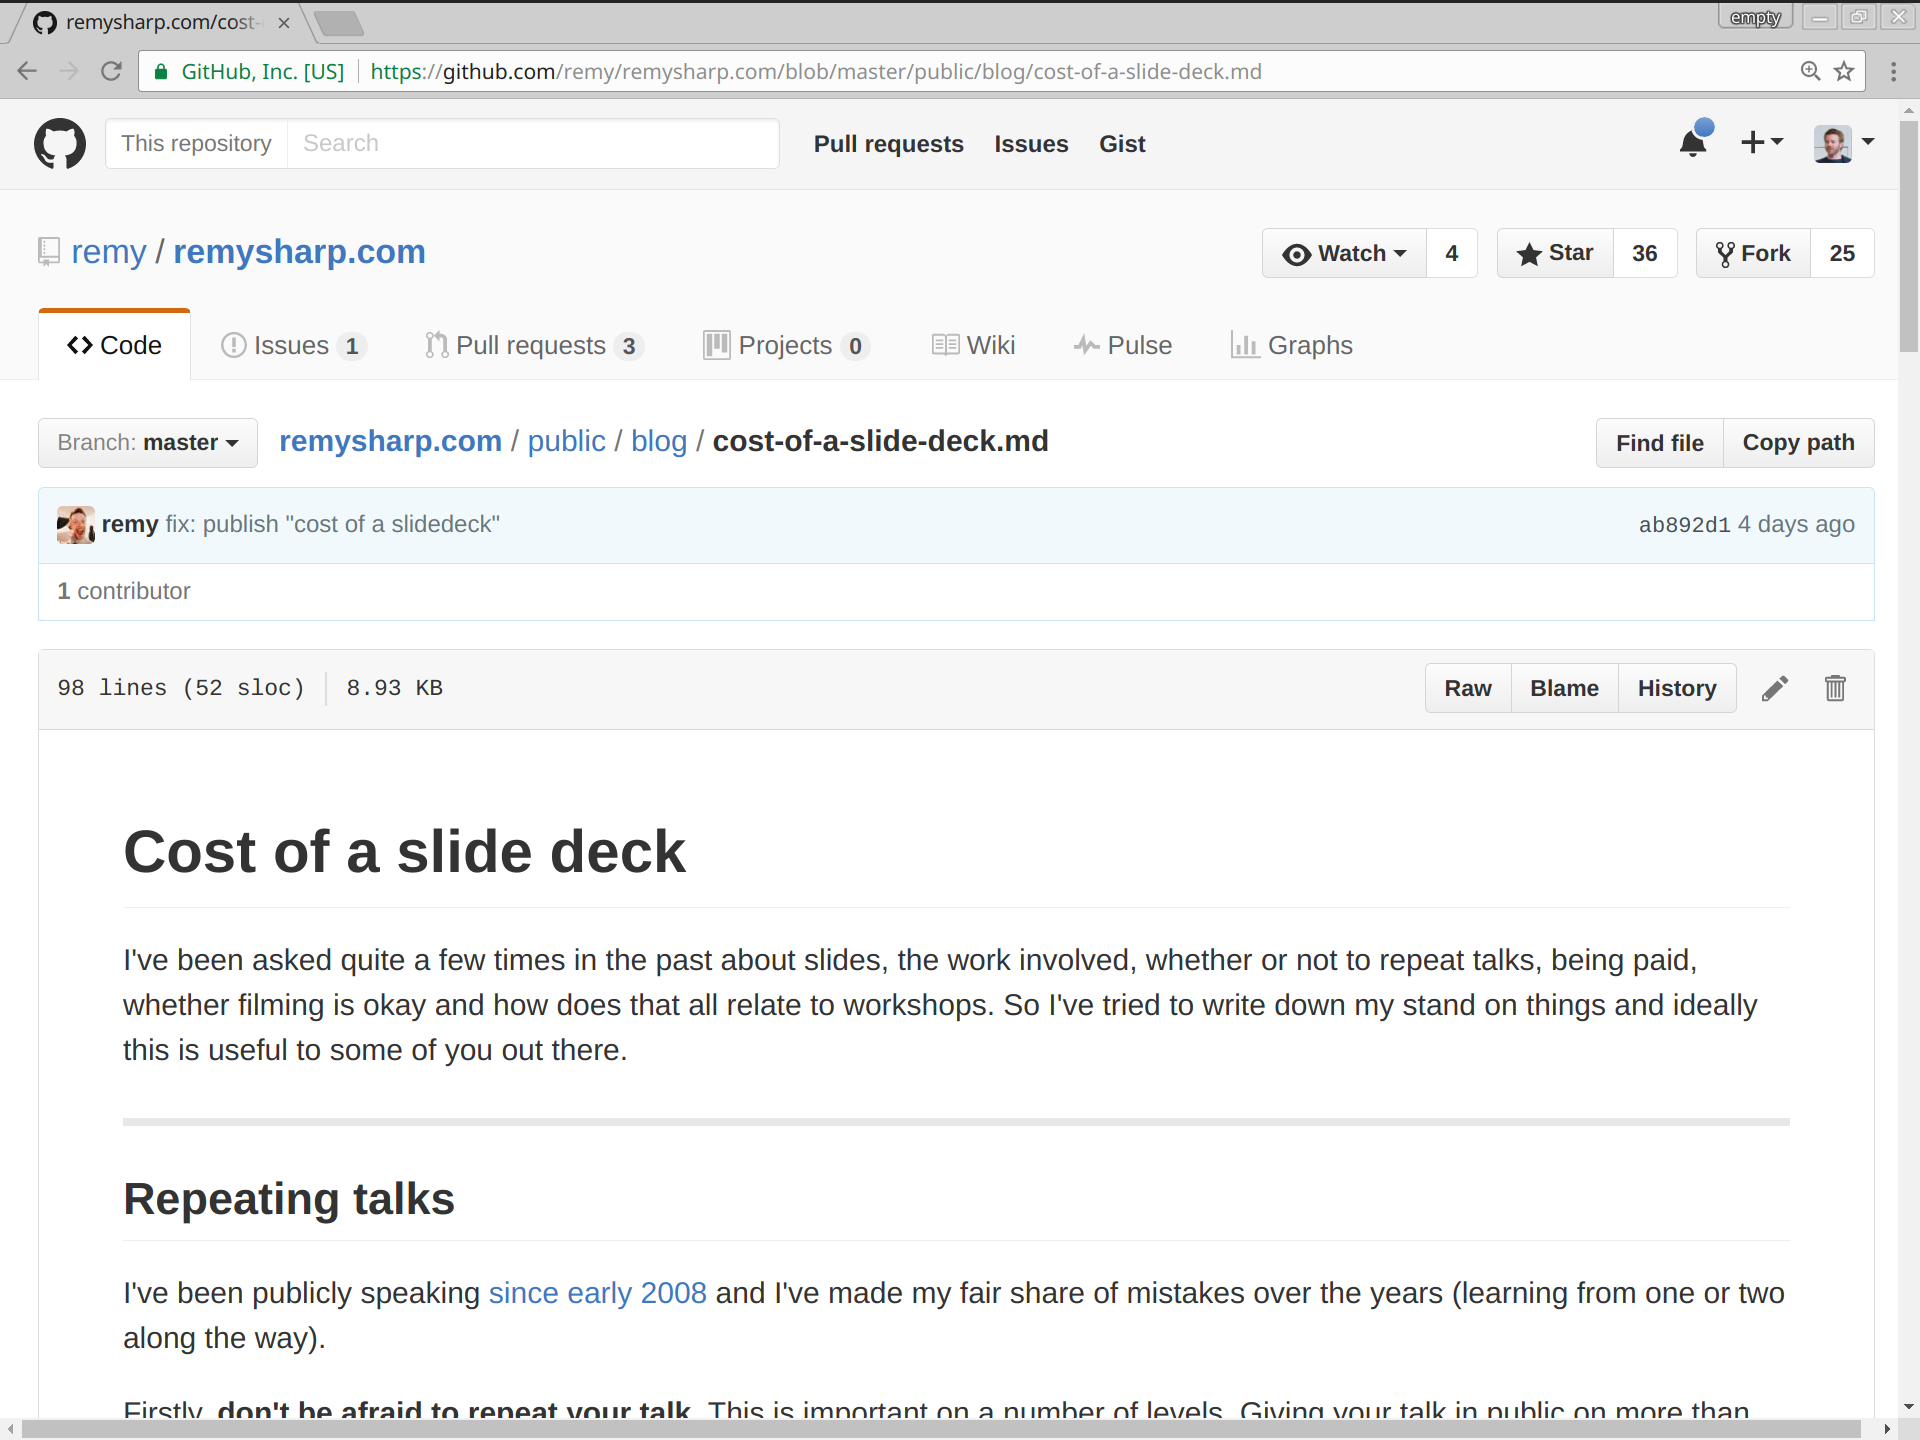 remysharp.com/cost-
empty
GitHub, Inc. [US] https://github.com/remy/remysharp.com/blob/master/public/blog/cost-of-a-slide-deck.md
This repository Search Pull requests Issues Gist
remy / remysharp.com Watch 4 Star 36 Fork 25
Code Issues 1 Pull requests 3 Projects 0 Wiki Pulse Graphs
Branch: master remysharp.com / public / blog / cost-of-a-slide-deck.md Find file Copy path
remy fix: publish "cost of a slidedeck" ab892d1 4 days ago
1 contributor
98 lines (52 sloc) 8.93 KB Raw Blame History
Cost of a slide deck
I've been asked quite a few times in the past about slides, the work involved, whether or not to repeat talks, being paid,
whether filming is okay and how does that all relate to workshops. So I've tried to write down my stand on things and ideally
this is useful to some of you out there.
Repeating talks
I've been publicly speaking since early 2008 and I've made my fair share of mistakes over the years (learning from one or two
along the way).
Firstly, don't be afraid to repeat your talk. This is important on a number of levels. Giving your talk in public on more than